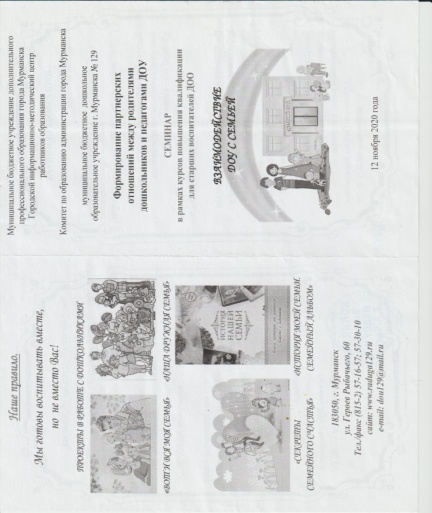 Муниципальное бюджетное учреждение дополнительного
профессионального образования города Мурманска
Городской информационно-методический центр
работников образования
Комитет по образованию администрации города Мурманска
муниципальное бюджетное дошкольное
образовательное учреждение г. Мурманска № 129
Формирование партнерских
отношений между родителями
дошкольников и педагогами ДОУ
СЕМИНАР
в рамках курсов повышения квалификации
для старших воспитателей ДОО
ВЗАИМОДЕЙСТВИЕ
ДОУ С СЕМЬЕЙ
12 ноября 2020 года
Наше правило.
Мы готовы воспитывать вместе,
но не вместо Вас!
ПРОЕКТЫ В РАБОТЕ С ДОШКОЛЬНИКАМИ
«ВОТ И ВСЯ МОЯ СЕМЬЯ»
«НАША ДРУЖНАЯ СЕМЬЯ»
ИСТОРИЯ
НАШЕЙ
СЕМЬИ
«СЕКРЕТЫ
СЕМЕЙНОГО СЧАСТЬЯ»
«ИСТОРИЯ МОЕЙ СЕМЬИ.
СЕМЕЙНЫЙ АЛЬБОМ»
183050, г. Мурманск
ул. Героев Рыбачьего, 60
Тел./факс (815-2) 57-16-57; 57-30-10
сайт: www.raduga129.ru
e-mail: dou129@mail.ru